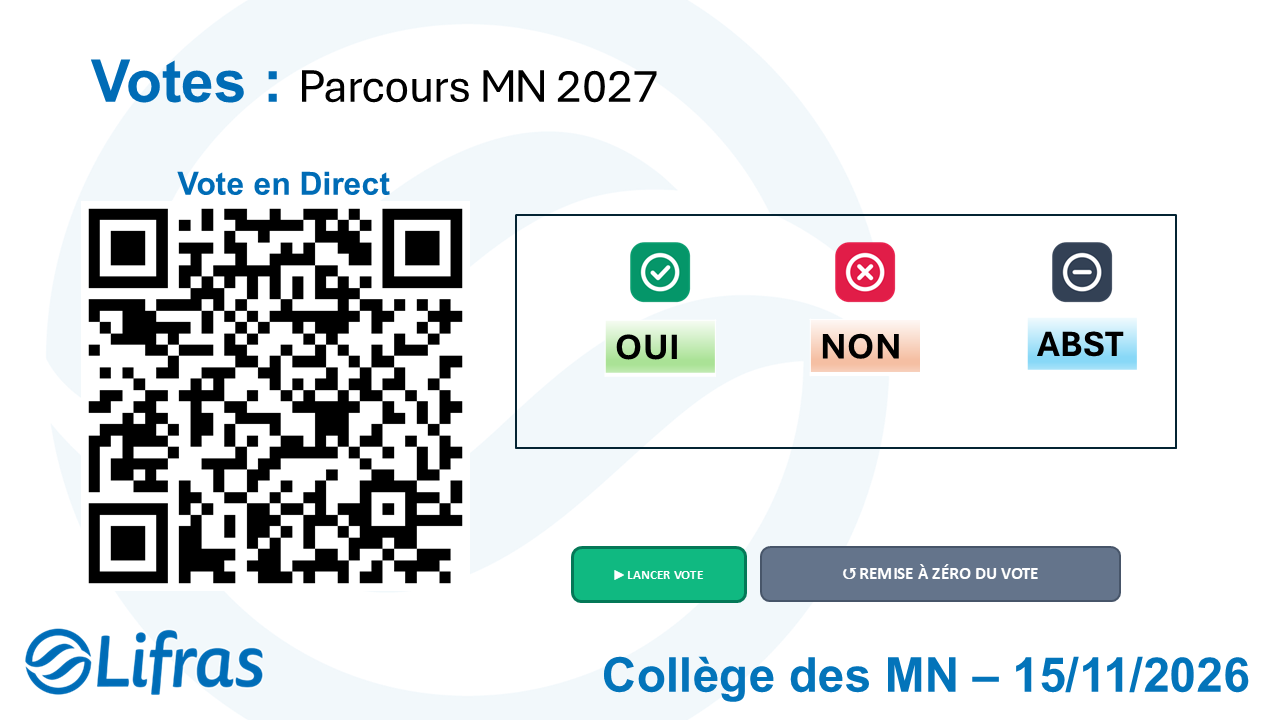 Votes : Parcours MN 2027
Vote en Direct
OUI
NON
ABST
▶ LANCER VOTE
↺ REMISE À ZÉRO DU VOTE
Lifras
Collège des MN – 15/11/2026